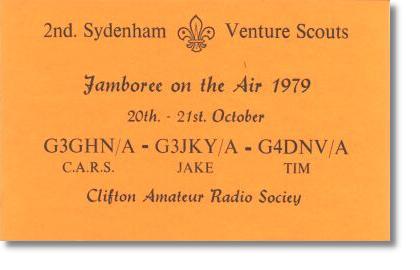 2nd. Sydenham Venture Scouts
Jamboree on the Air 1979
20th. - 21st. October
G3GHN/A - G3JKY/A - G4DNV/A
C.A.R.S. JAKE TIM
Clifton Amateur Radio Sociey